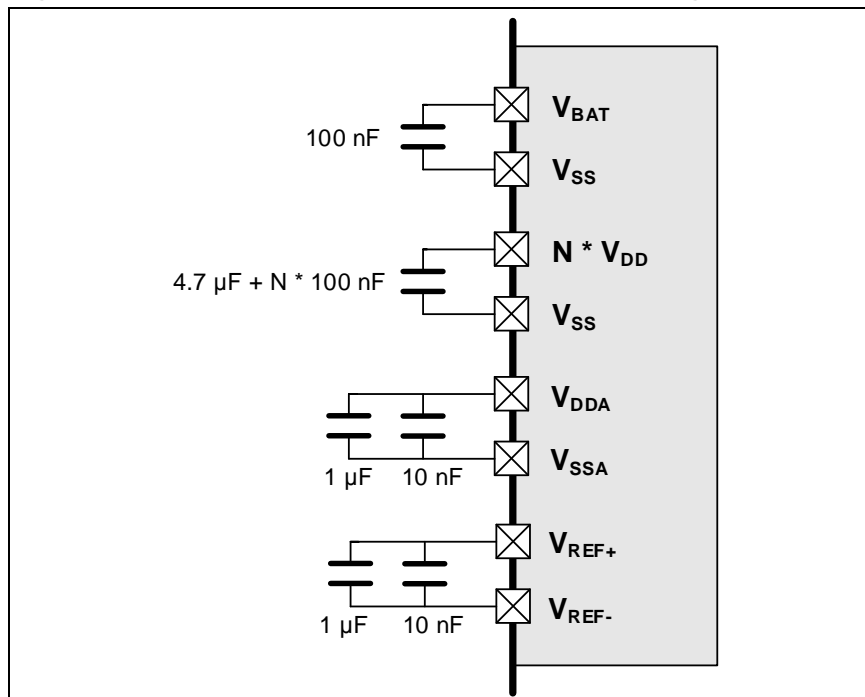 V_BAT
100 nF
V_SS
N * V_DD
4.7 µF + N * 100 nF
V_SS
V_DDA
V_SSA
1 µF 10 nF
V_REF+
V_REF-
1 µF 10 nF